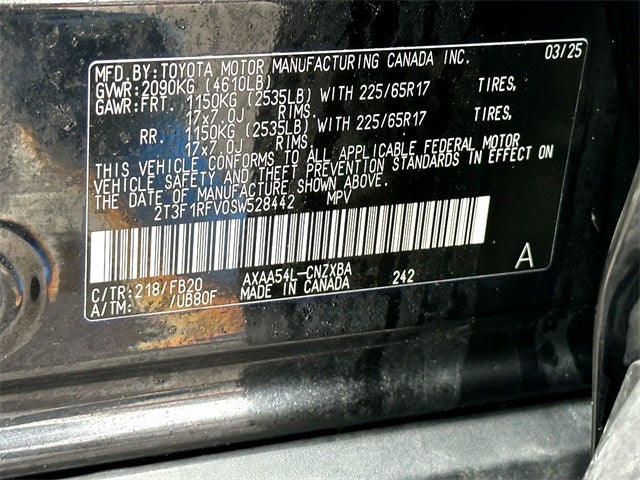 MFD.BY:TOYOTA MOTOR MANUFACTURING CANADA INC. 03/25
GVWR:2090KG (4610LB)
GAWR:FRT. 1150KG (2535LB) WITH 225/65R17 TIRES,
17x7.0J RIMS.
RR. 1150KG (2535LB) WITH 225/65R17 TIRES,
17x7.0J RIMS.
THIS VEHICLE CONFORMS TO ALL APPLICABLE FEDERAL MOTOR
VEHICLE SAFETY AND THEFT PREVENTION STANDARDS IN EFFECT ON
THE DATE OF MANUFACTURE SHOWN ABOVE.
2T3F1RFV0SW528442 MPV
C/TR:218/FB20 AXAA54L-CNZXBA 242 A
A/TM: /UB80F MADE IN CANADA